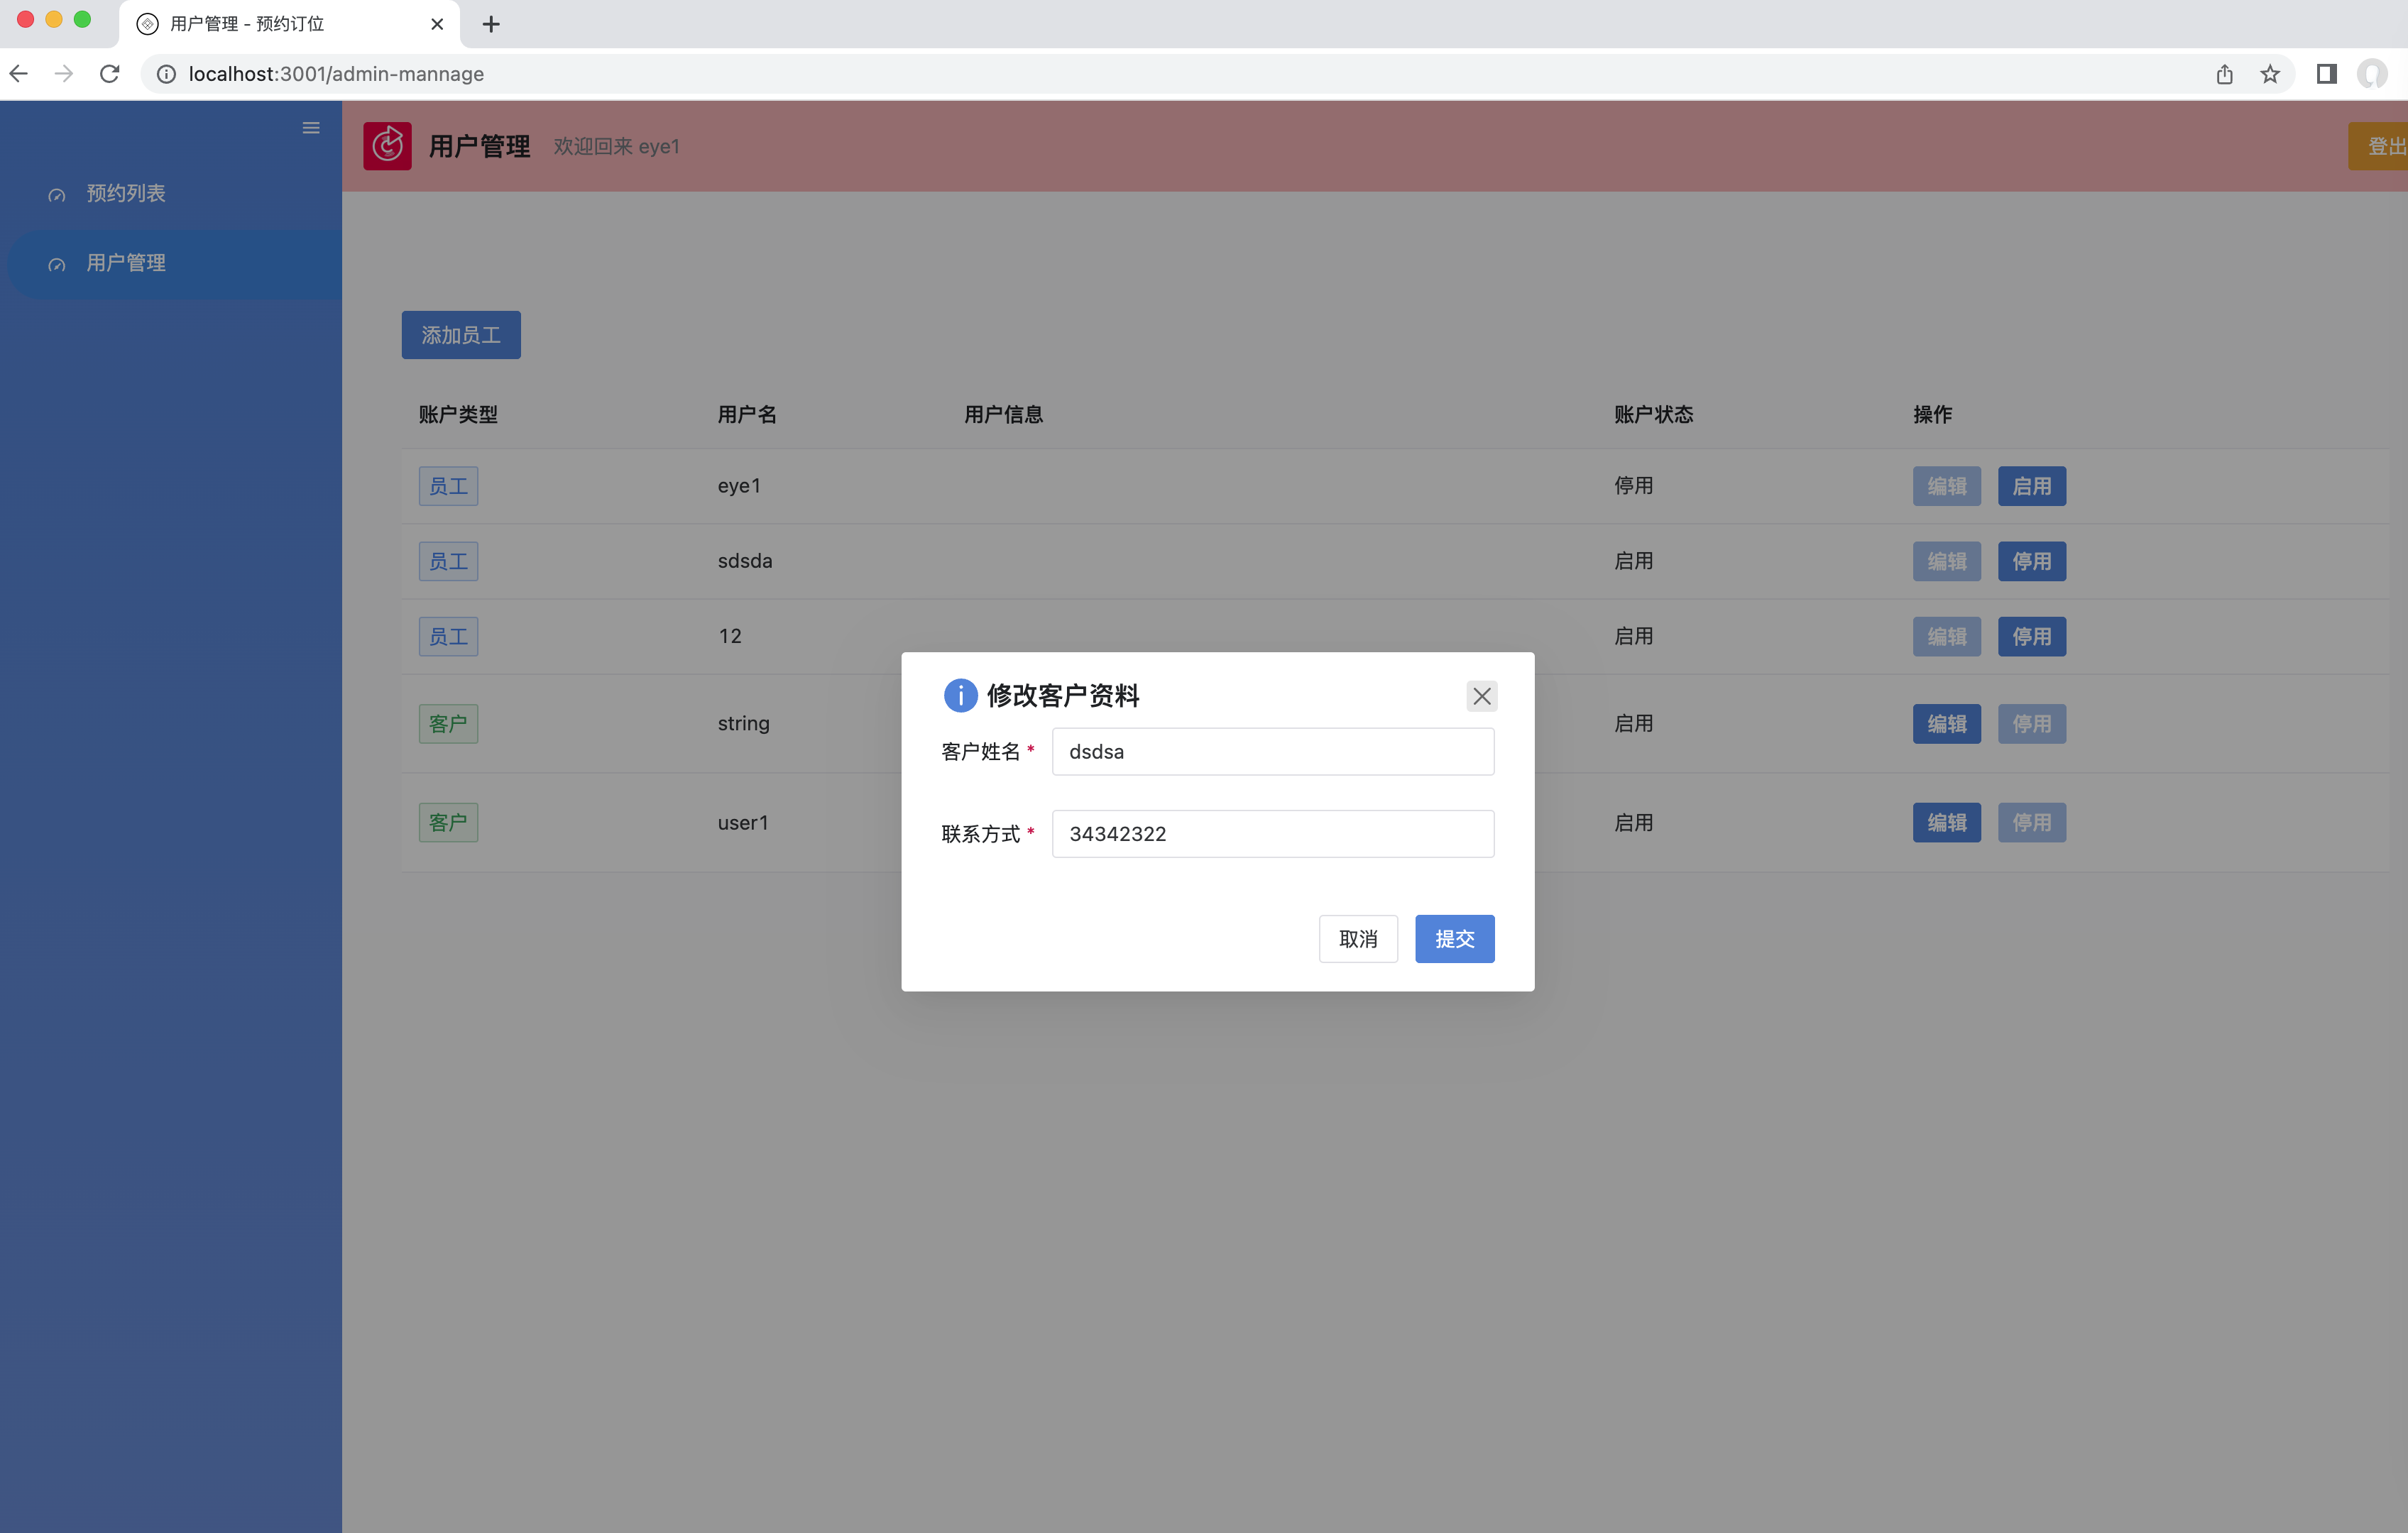 用户管理 - 预约订位
localhost:3001/admin-mannage
用户管理 欢迎回来 eye1 登出
预约列表
用户管理
添加员工
账户类型 用户名 用户信息 账户状态 操作
员工 eye1 停用 编辑 启用
员工 sdsda 启用 编辑 停用
员工 12 启用 编辑 停用
客户 string 启用 编辑 停用
客户 user1 启用 编辑 停用
修改客户资料
客户姓名 * dsdsa
联系方式 * 34342322
取消 提交